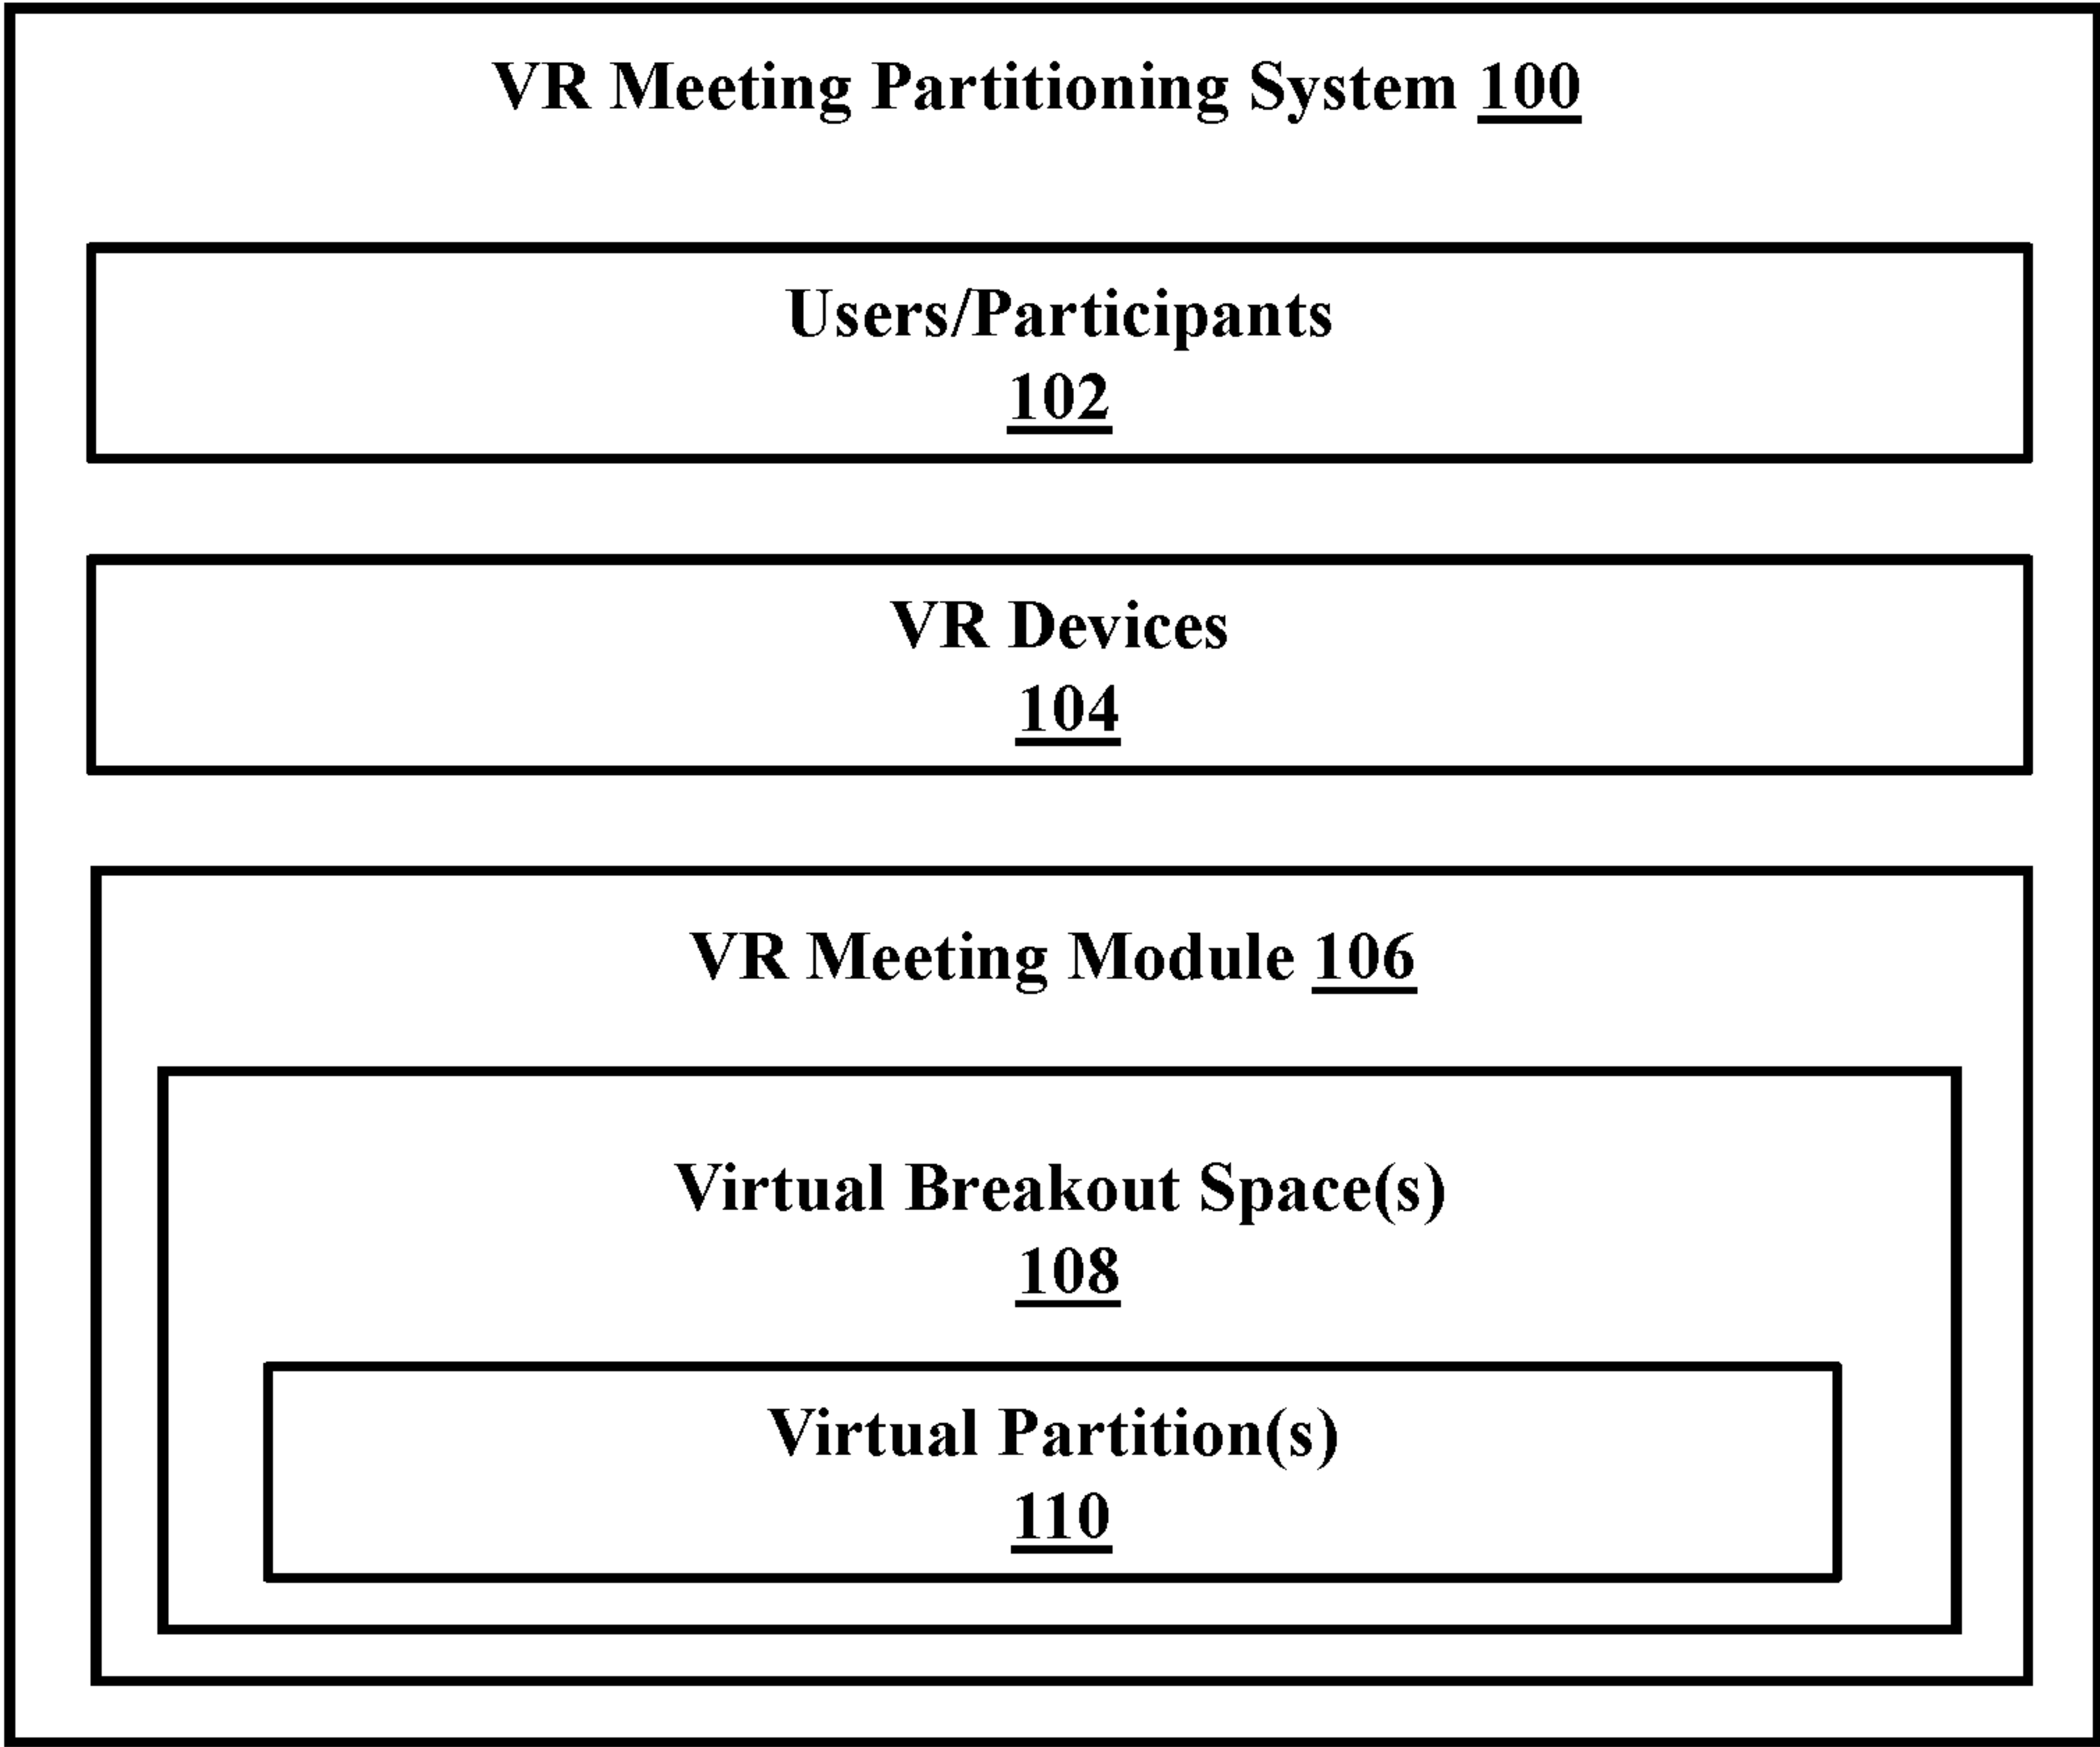 VR Meeting Partitioning System 100
Users/Participants
102
VR Devices
104
VR Meeting Module 106
Virtual Breakout Space(s)
108
Virtual Partition(s)
110